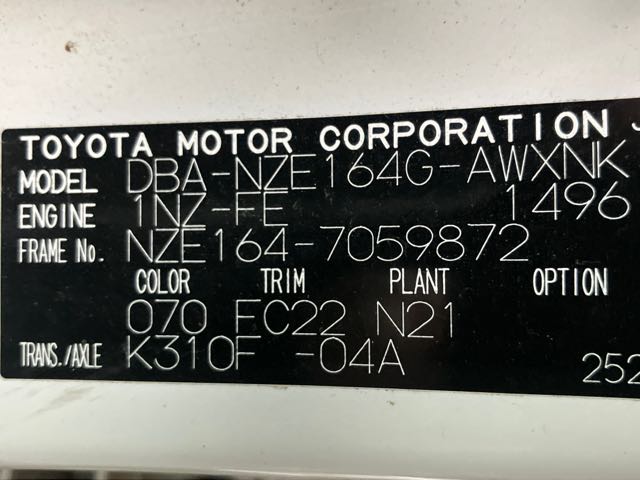 TOYOTA MOTOR CORPORATION J
MODEL DBA-NZE164G-AWXNK
ENGINE 1NZ-FE 1496
FRAME No. NZE164-7059872
COLOR TRIM PLANT OPTION
070 FC22 N21
TRANS./AXLE K310F -04A
252